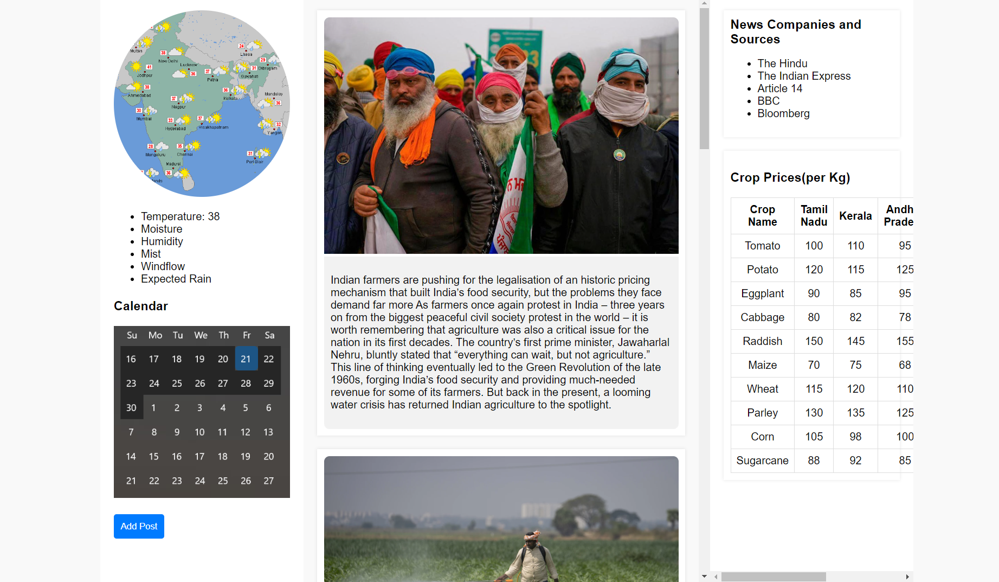 24
Multan
38
New Delhi
Lhasa
29
Dibrugarh
41
Jodhpur
Lucknow
36
37
Patna
31
Guwahati
38
Ahmedabad
36
Kolkata
Mandalay
36
37
Nagpur
30
Mumbai
33
Hyderabad
37
Visakhapatnam
32
Yangon
28
Mangaluru
35
Chennai
31
Port Blair
Madurai
36
Temperature: 38
Moisture
Humidity
Mist
Windflow
Expected Rain
Calendar
Su Mo Tu We Th Fr Sa
16 17 18 19 20 21 22
23 24 25 26 27 28 29
30 1 2 3 4 5 6
7 8 9 10 11 12 13
14 15 16 17 18 19 20
21 22 23 24 25 26 27
Add Post
Indian farmers are pushing for the legalisation of an historic pricing
mechanism that built India’s food security, but the problems they face
demand far more As farmers once again protest in India – three years
on from the biggest peaceful civil society protest in the world – it is
worth remembering that agriculture was also a critical issue for the
nation in its first decades. The country’s first prime minister, Jawaharlal
Nehru, bluntly stated that “everything can wait, but not agriculture.”
This line of thinking eventually led to the Green Revolution of the late
1960s, forging India’s food security and providing much-needed
revenue for some of its farmers. But back in the present, a looming
water crisis has returned Indian agriculture to the spotlight.
News Companies and
Sources
The Hindu
The Indian Express
Article 14
BBC
Bloomberg
Crop Prices(per Kg)
Crop Name Tamil Nadu Kerala Andh Prade
Tomato 100 110 95
Potato 120 115 125
Eggplant 90 85 95
Cabbage 80 82 78
Raddish 150 145 155
Maize 70 75 68
Wheat 115 120 110
Parley 130 135 125
Corn 105 98 100
Sugarcane 88 92 85